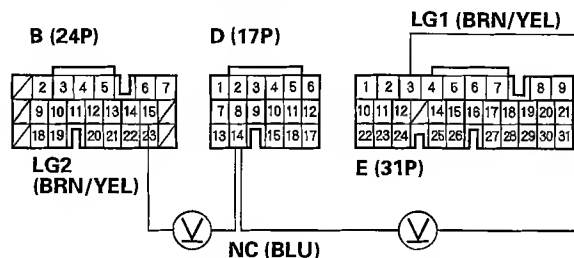 LG1 (BRN/YEL)
B (24P)
D (17P)
2 3 4 5 6 7
9 10 11 12 13 14 15
18 19 20 21 22 23
1 2 3 4 5 6
7 8 9 10 11 12
13 14 15 16 17
1 2 3 4 5 6 7 8 9
10 11 12 14 15 16 17 18 19 20 21
22 23 24 25 26 27 28 29 30 31
LG2
(BRN/YEL)
E (31P)
V
V
NC (BLU)